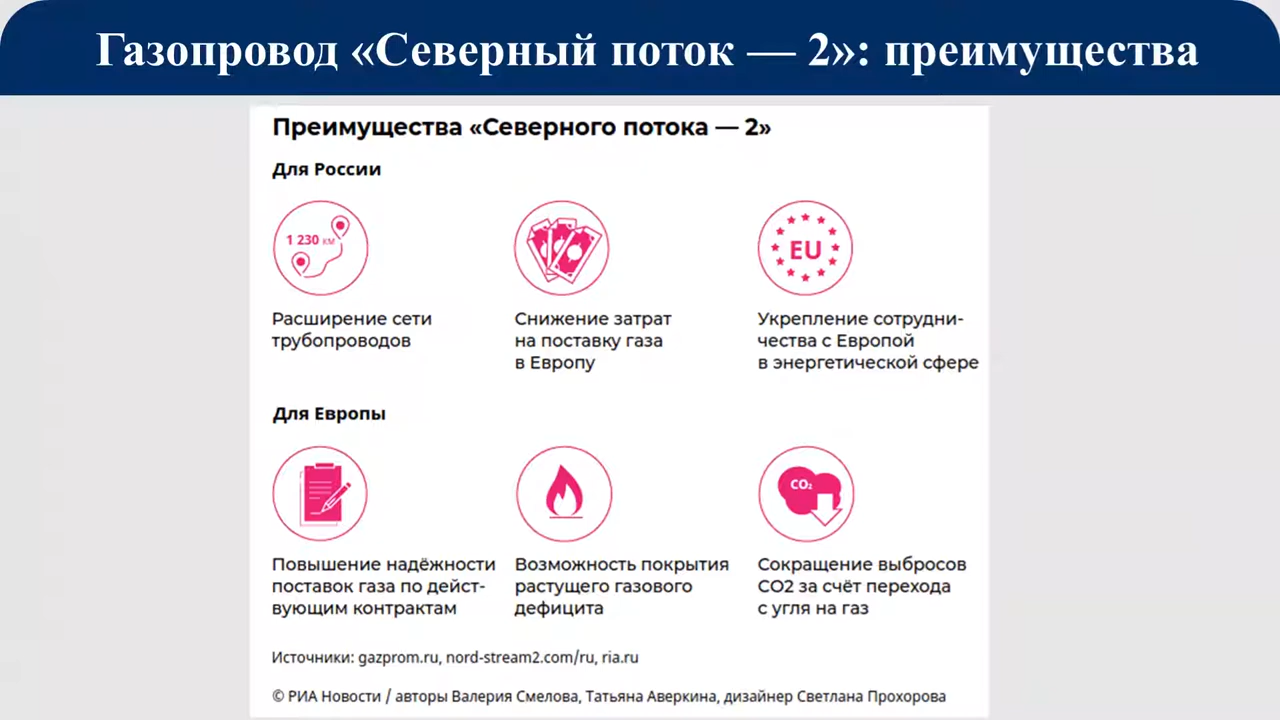 Газопровод «Северный поток — 2»: преимущества
Преимущества «Северного потока — 2»
Для России
1 230 км
EU
Расширение сети
трубопроводов
Снижение затрат
на поставку газа
в Европу
Укрепление сотрудни-
чества с Европой
в энергетической сфере
Для Европы
CO₂
Повышение надёжности
поставок газа по дейст-
вующим контрактам
Возможность покрытия
растущего газового
дефицита
Сокращение выбросов
CO2 за счёт перехода
с угля на газ
Источники: gazprom.ru, nord-stream2.com/ru, ria.ru
© РИА Новости / авторы Валерия Смелова, Татьяна Аверкина, дизайнер Светлана Прохорова